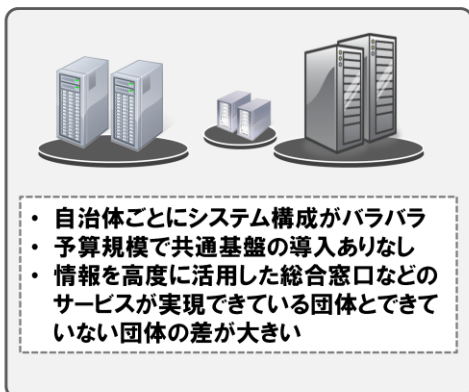 ・ 自治体ごとにシステム構成がバラバラ
・ 予算規模で共通基盤の導入ありなし
・ 情報を高度に活用した総合窓口などの
サービスが実現できている団体とできて
いない団体の差が大きい